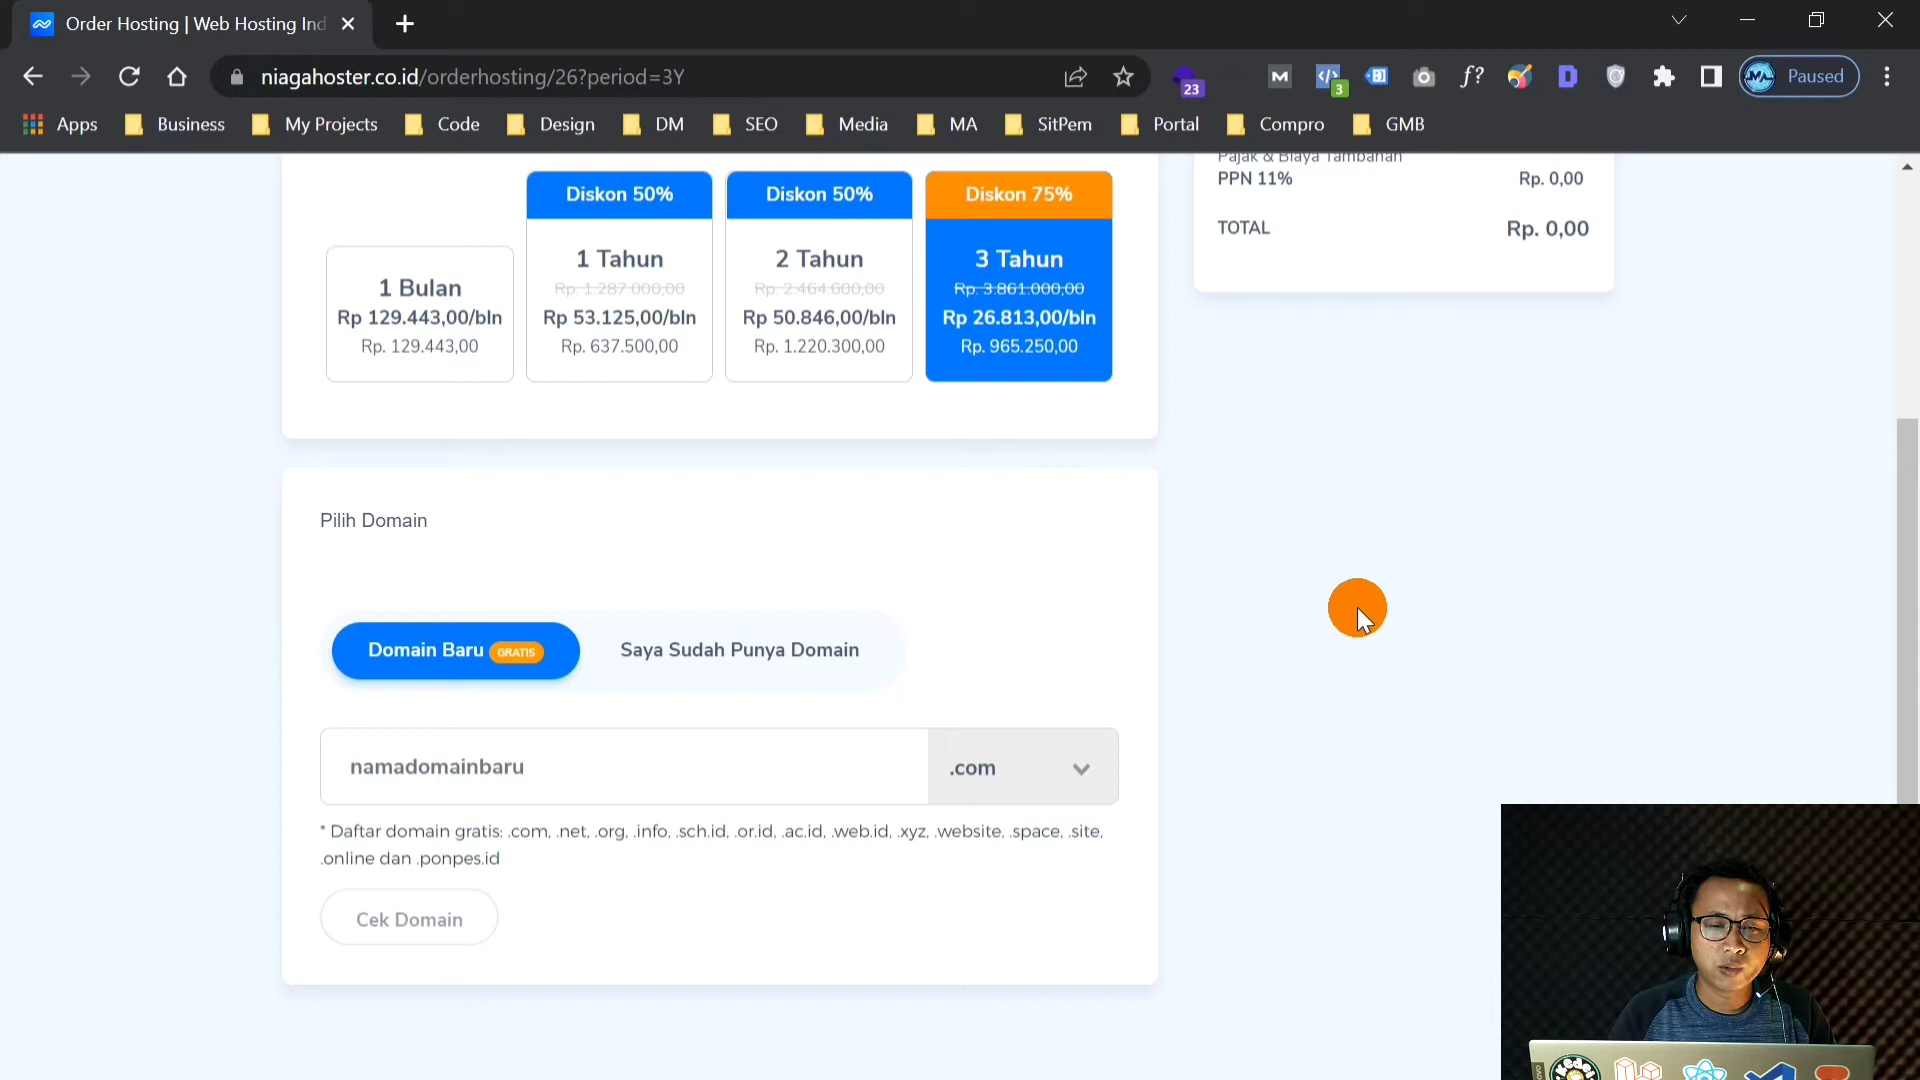 Order Hosting | Web Hosting Ind
niagahoster.co.id/orderhosting/26?period=3Y
23
3
f?
Paused
Apps
Business
My Projects
Code
Design
DM
SEO
Media
MA
SitPem
Portal
Compro
GMB
Pajak & Biaya Tambahan
PPN 11%
Rp. 0,00
TOTAL
Rp. 0,00
1 Bulan
Rp 129.443,00/bln
Rp. 129.443,00
Diskon 50%
1 Tahun
Rp. 1.287.000,00
Rp 53.125,00/bln
Rp. 637.500,00
Diskon 50%
2 Tahun
Rp. 2.464.600,00
Rp 50.846,00/bln
Rp. 1.220.300,00
Diskon 75%
3 Tahun
Rp. 3.861.000,00
Rp 26.813,00/bln
Rp. 965.250,00
Pilih Domain
Domain Baru GRATIS
Saya Sudah Punya Domain
namadomainbaru
.com
* Daftar domain gratis: .com, .net, .org, .info, .sch.id, .or.id, .ac.id, .web.id, .xyz, .website, .space, .site,
.online dan .ponpes.id
Cek Domain